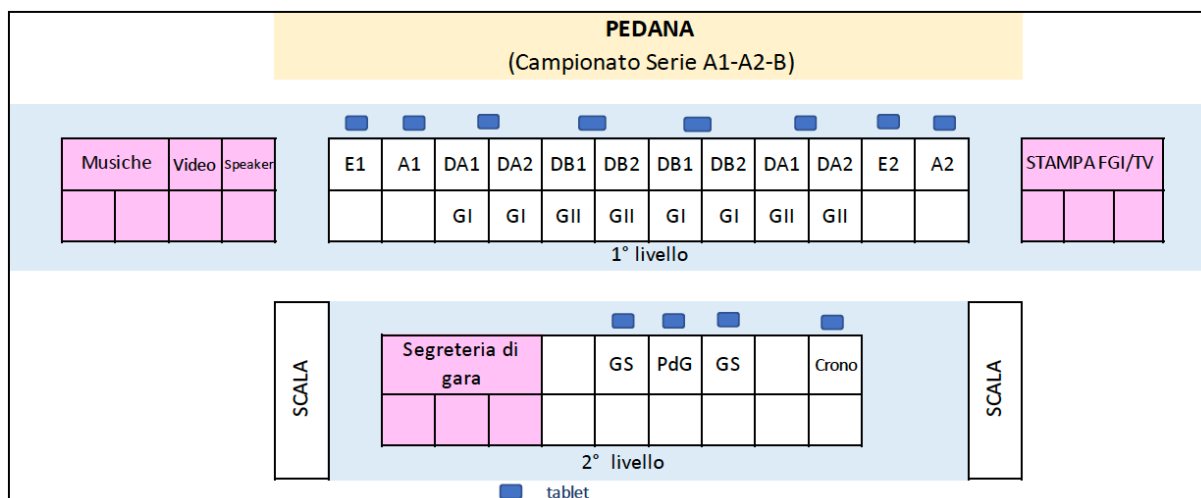 PEDANA
(Campionato Serie A1-A2-B)
Musiche Video Speaker E1 A1 DA1 DA2 DB1 DB2 DB1 DB2 DA1 DA2 E2 A2 STAMPA FGI/TV
GI GI GII GII GI GI GII GII
1° livello
SCALA
Segreteria di
gara
GS PdG GS Crono
SCALA
2° livello
tablet